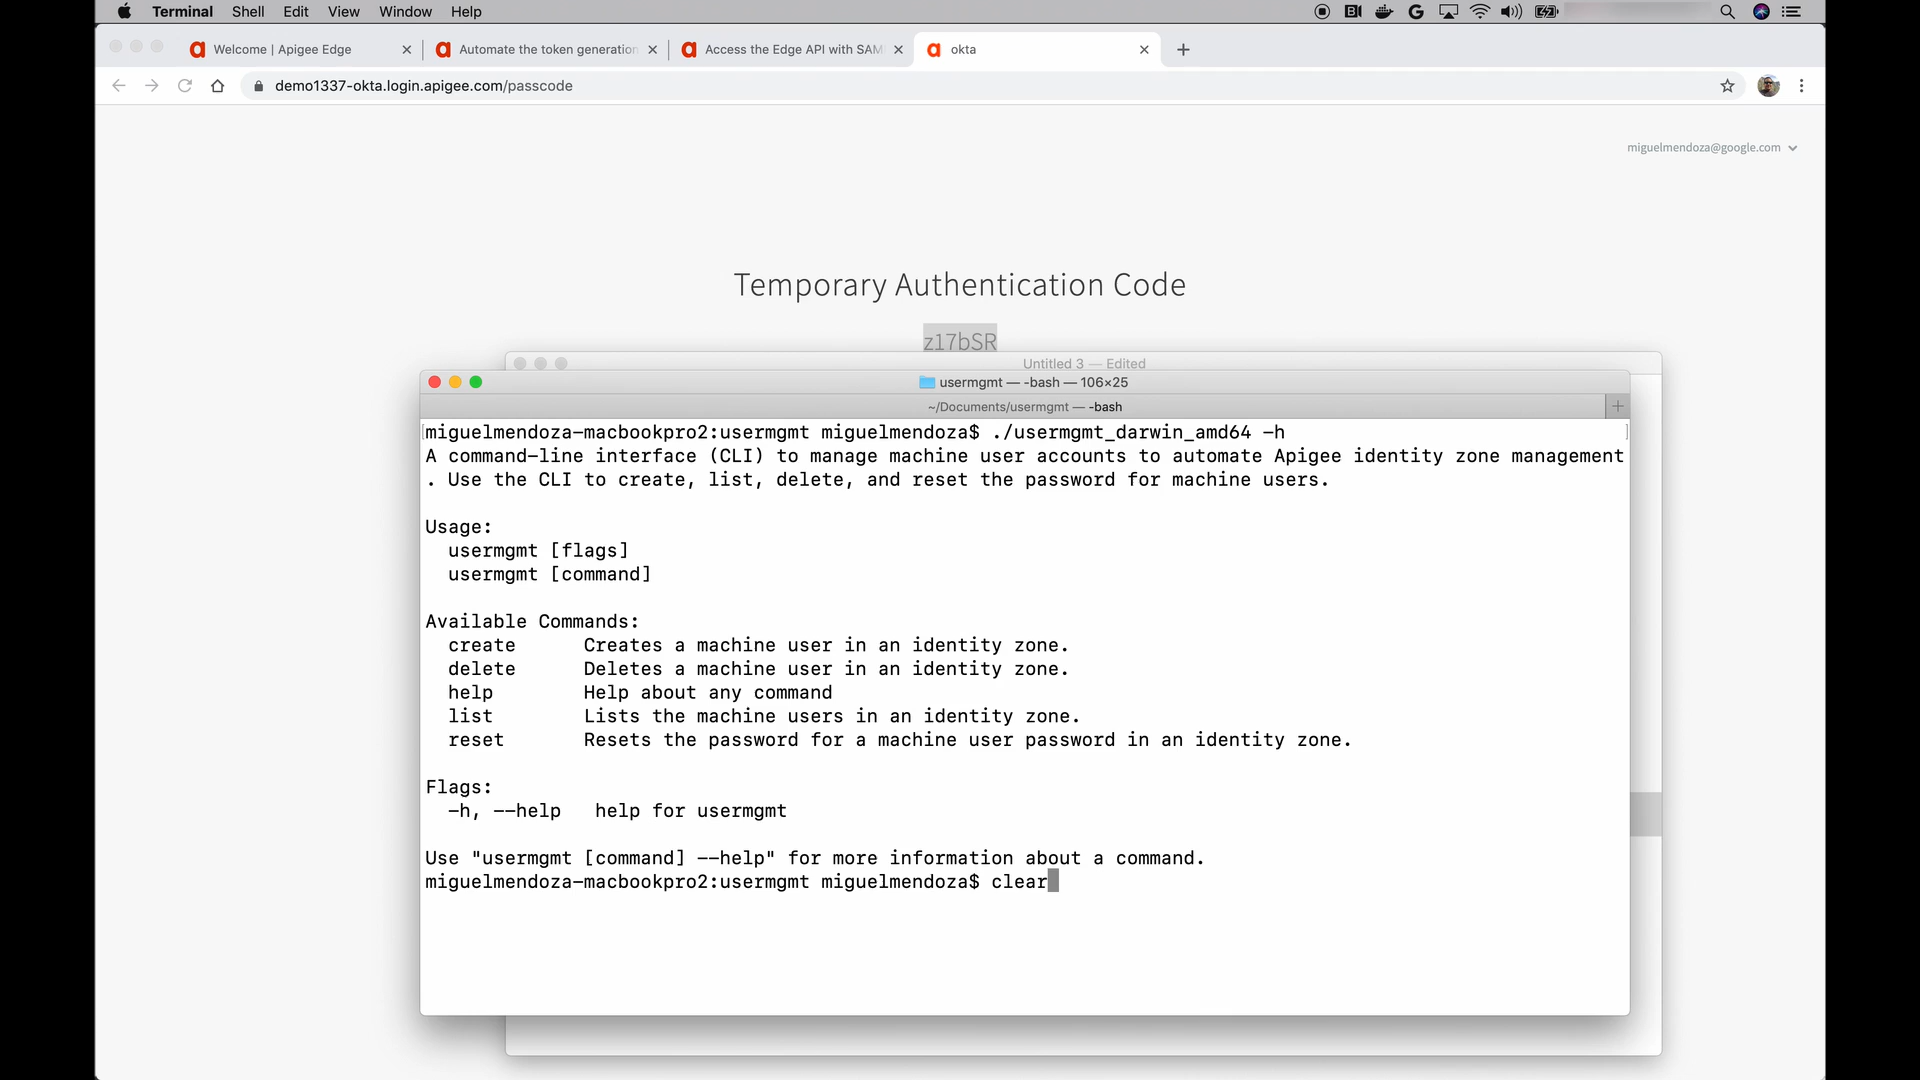 Terminal Shell Edit View Window Help
Welcome | Apigee Edge
Automate the token generation
Access the Edge API with SAM
okta
demo1337-okta.login.apigee.com/passcode
miguelmendoza@google.com
Temporary Authentication Code
z17bSR
Untitled 3 — Edited
usermgmt — -bash — 106×25
~/Documents/usermgmt — -bash
miguelmendoza-macbookpro2:usermgmt miguelmendoza$ ./usermgmt_darwin_amd64 -h
A command-line interface (CLI) to manage machine user accounts to automate Apigee identity zone management
. Use the CLI to create, list, delete, and reset the password for machine users.
Usage:
usermgmt [flags]
usermgmt [command]
Available Commands:
create Creates a machine user in an identity zone.
delete Deletes a machine user in an identity zone.
help Help about any command
list Lists the machine users in an identity zone.
reset Resets the password for a machine user password in an identity zone.
Flags:
-h, --help help for usermgmt
Use "usermgmt [command] --help" for more information about a command.
miguelmendoza-macbookpro2:usermgmt miguelmendoza$ clear